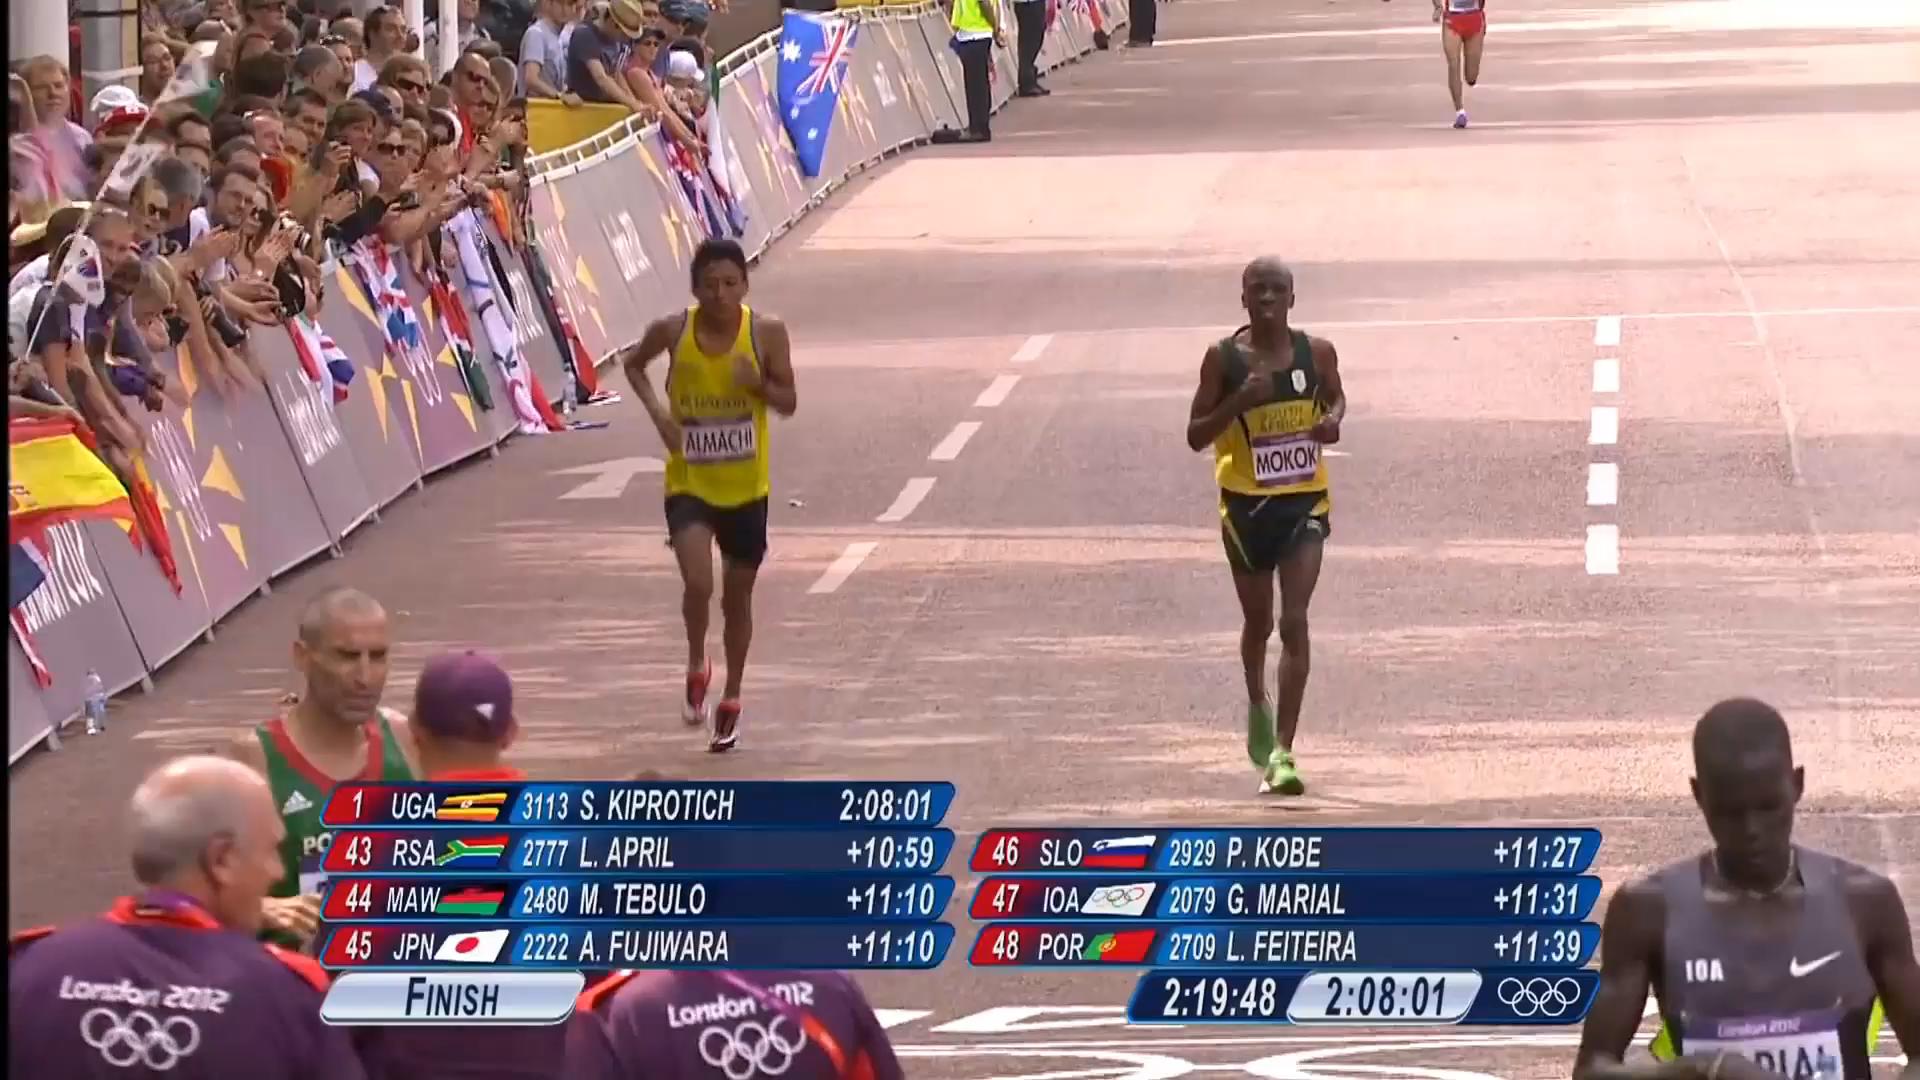 ALMACHI
SOUTH
AFRICA
MOKOK
1 UGA 3113 S. KIPROTICH 2:08:01
43 RSA 2777 L. APRIL +10:59
44 MAW 2480 M. TEBULO +11:10
45 JPN 2222 A. FUJIWARA +11:10
46 SLO 2929 P. KOBE +11:27
47 IOA 2079 G. MARIAL +11:31
48 POR 2709 L. FEITEIRA +11:39
FINISH
2:19:48 2:08:01
PO
London 2012
London 2012
IOA
London 2012